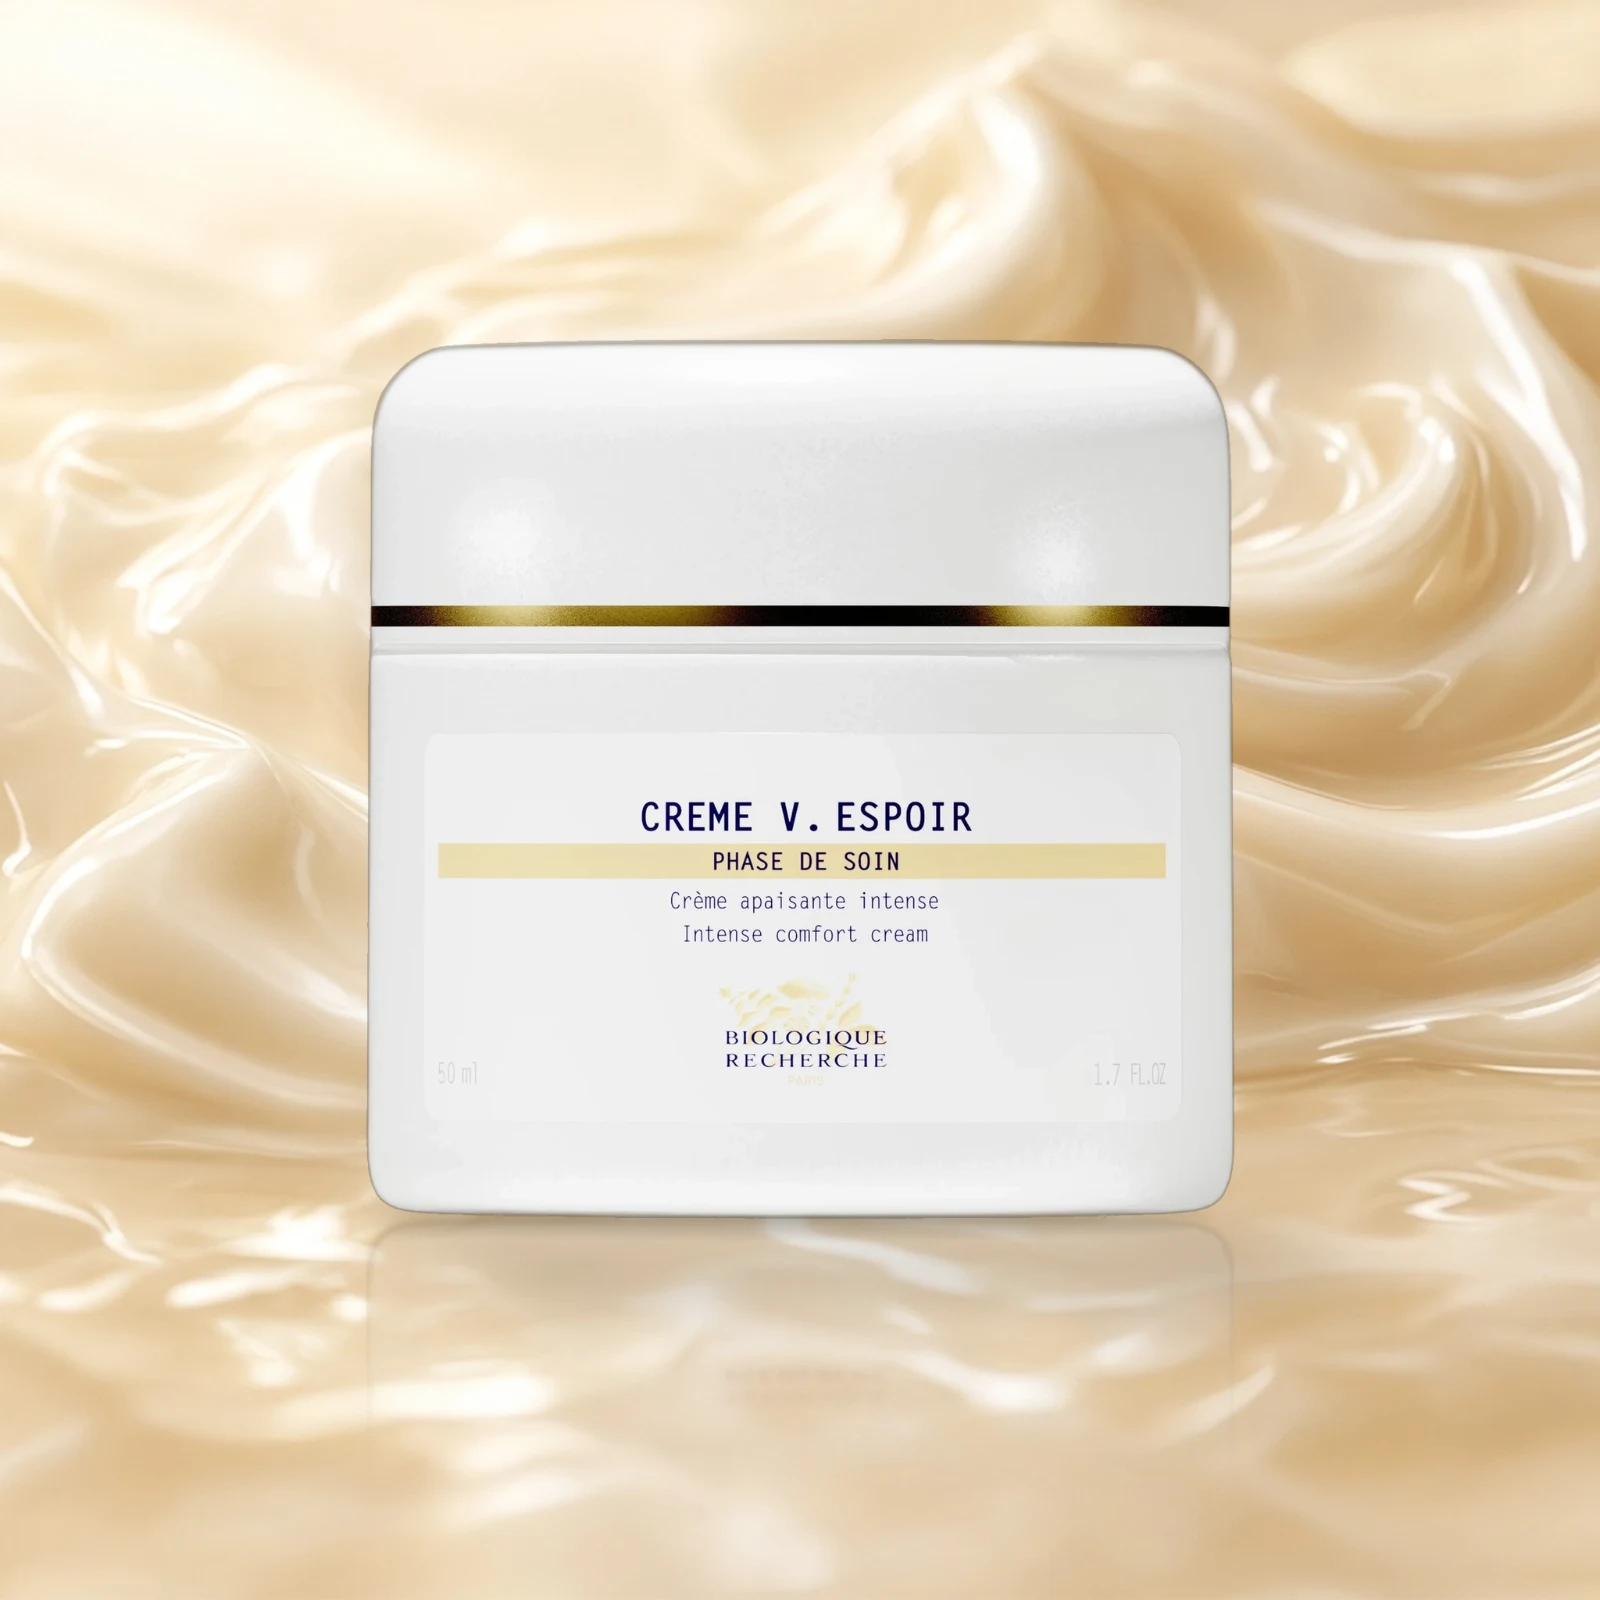 CREME V. ESPOIR
PHASE DE SOIN
Crème apaisante intense
Intense comfort cream
BIOLOGIQUE
RECHERCHE
PARIS
50 ml
1.7 FL.OZ